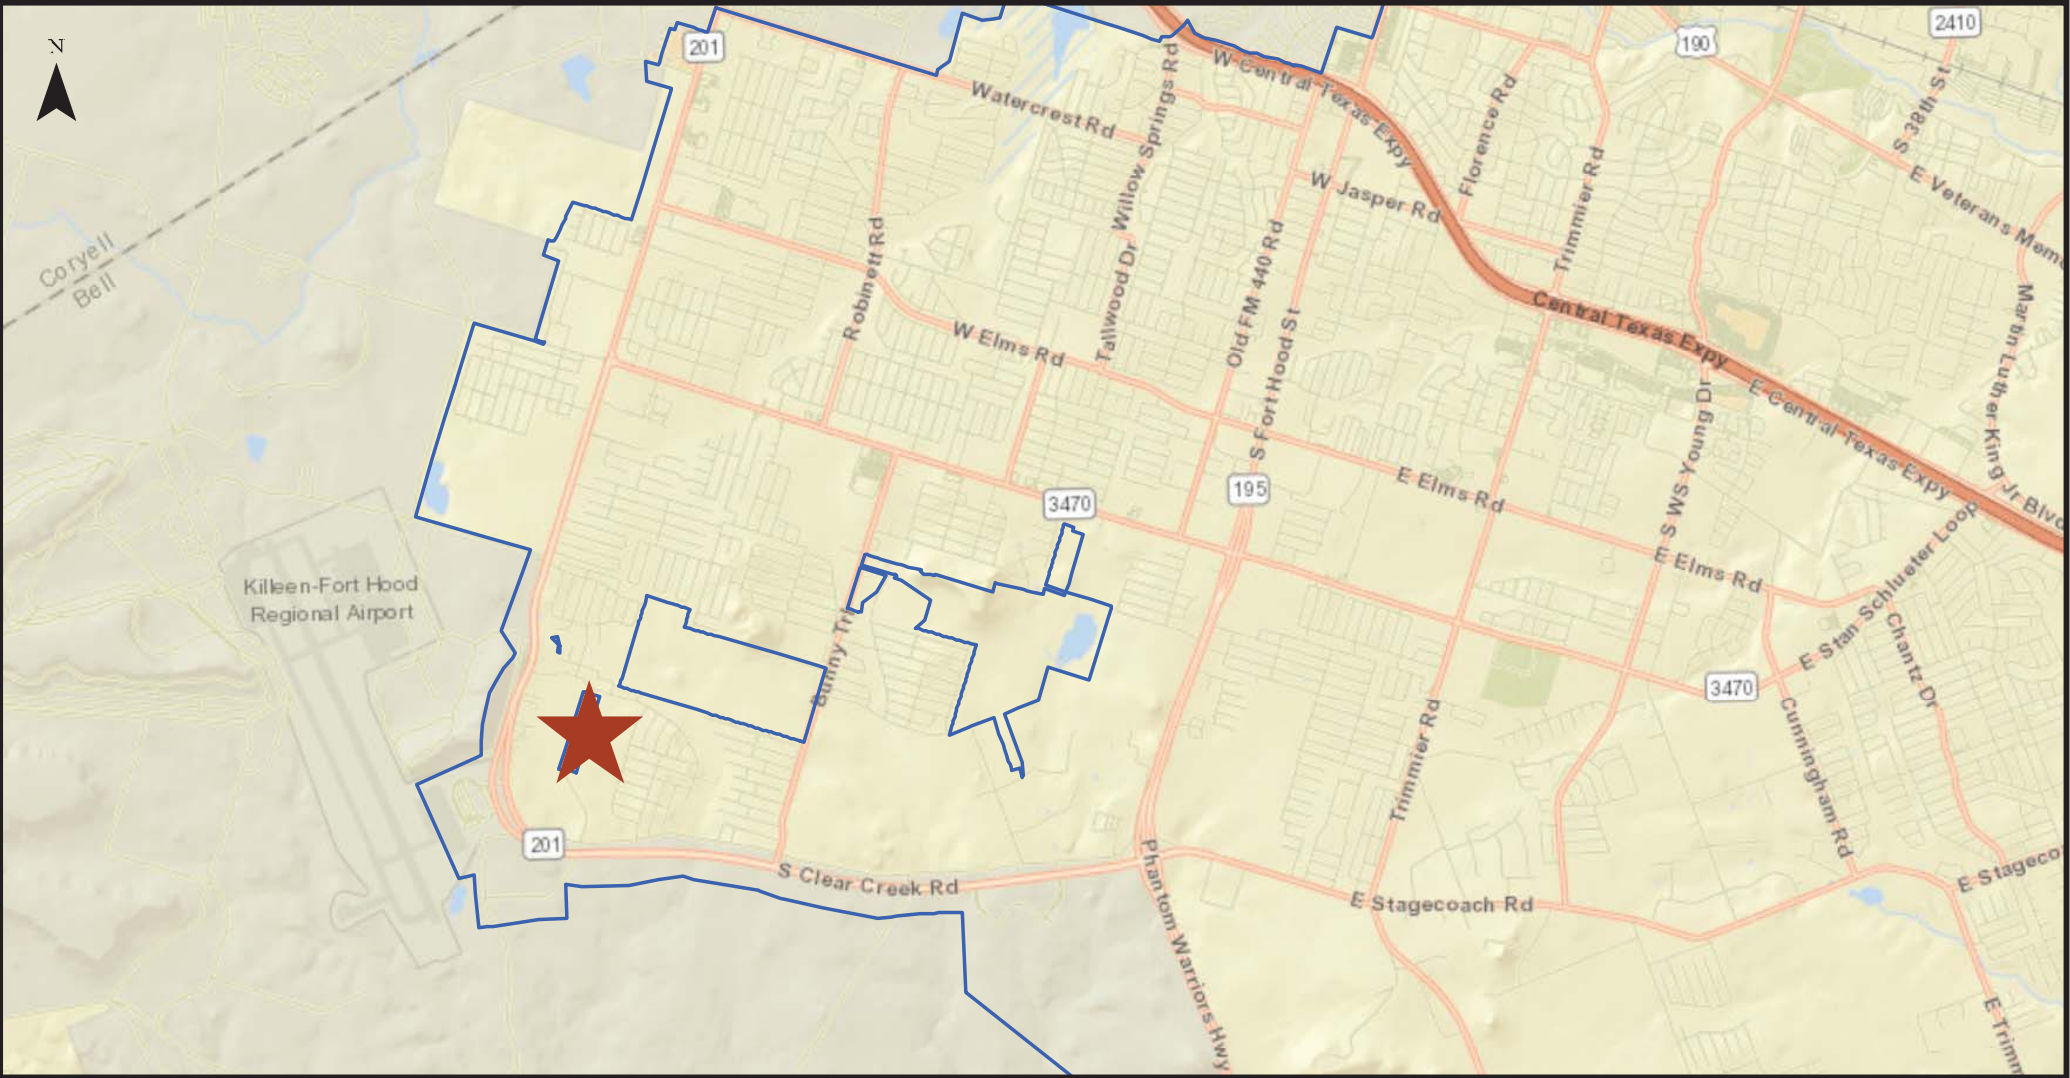 N
201
2410
190
W Central Texas Expy
Watercrest Rd
Willow Springs Rd
Florence Rd
S 38th St
Trimmier Rd
W Jasper Rd
E Veterans Mem
Coryell
Bell
Robinett Rd
Tallwood Dr
Old FM 440 Rd
S Fort Hood St
W Elms Rd
Central Texas Expy
Martin Luther King Jr Blvd
E Central Texas Expy
S WS Young Dr
E Elms Rd
195
3470
E Elms Rd
Killeen-Fort Hood
Regional Airport
E Stan Schlueter Loop
Chantz Dr
Bunny Trl
3470
Trimmier Rd
Cunningham Rd
201
S Clear Creek Rd
Phantom Warriors Hwy
E Stagecoach Rd
E Stageco
E Trimm